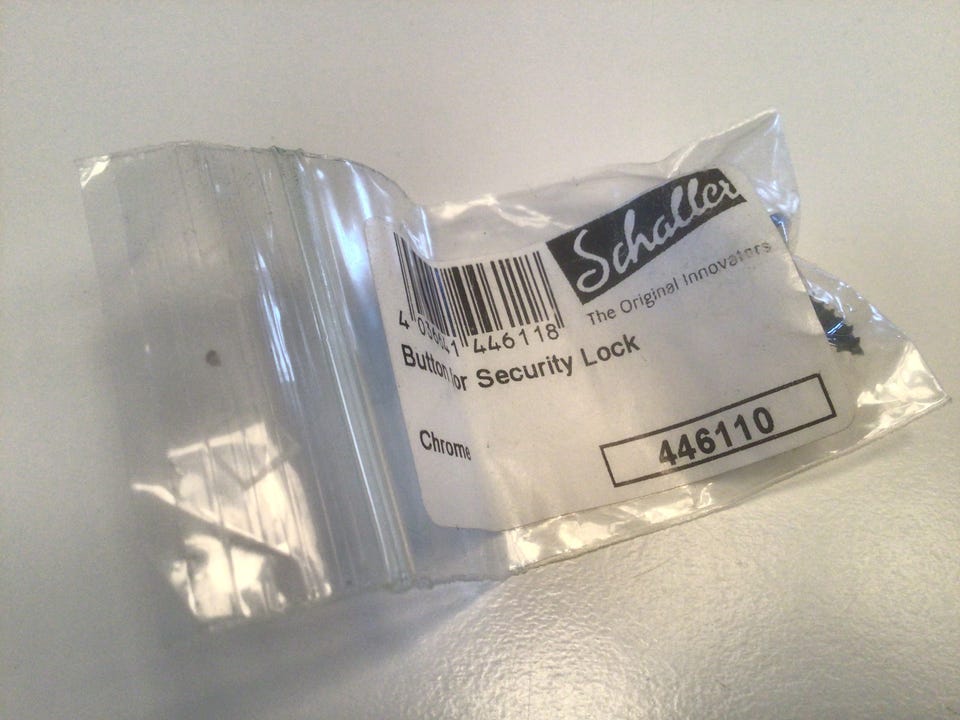 Schaller
The Original Innovators
446118
Button for Security Lock
Chrome
446110